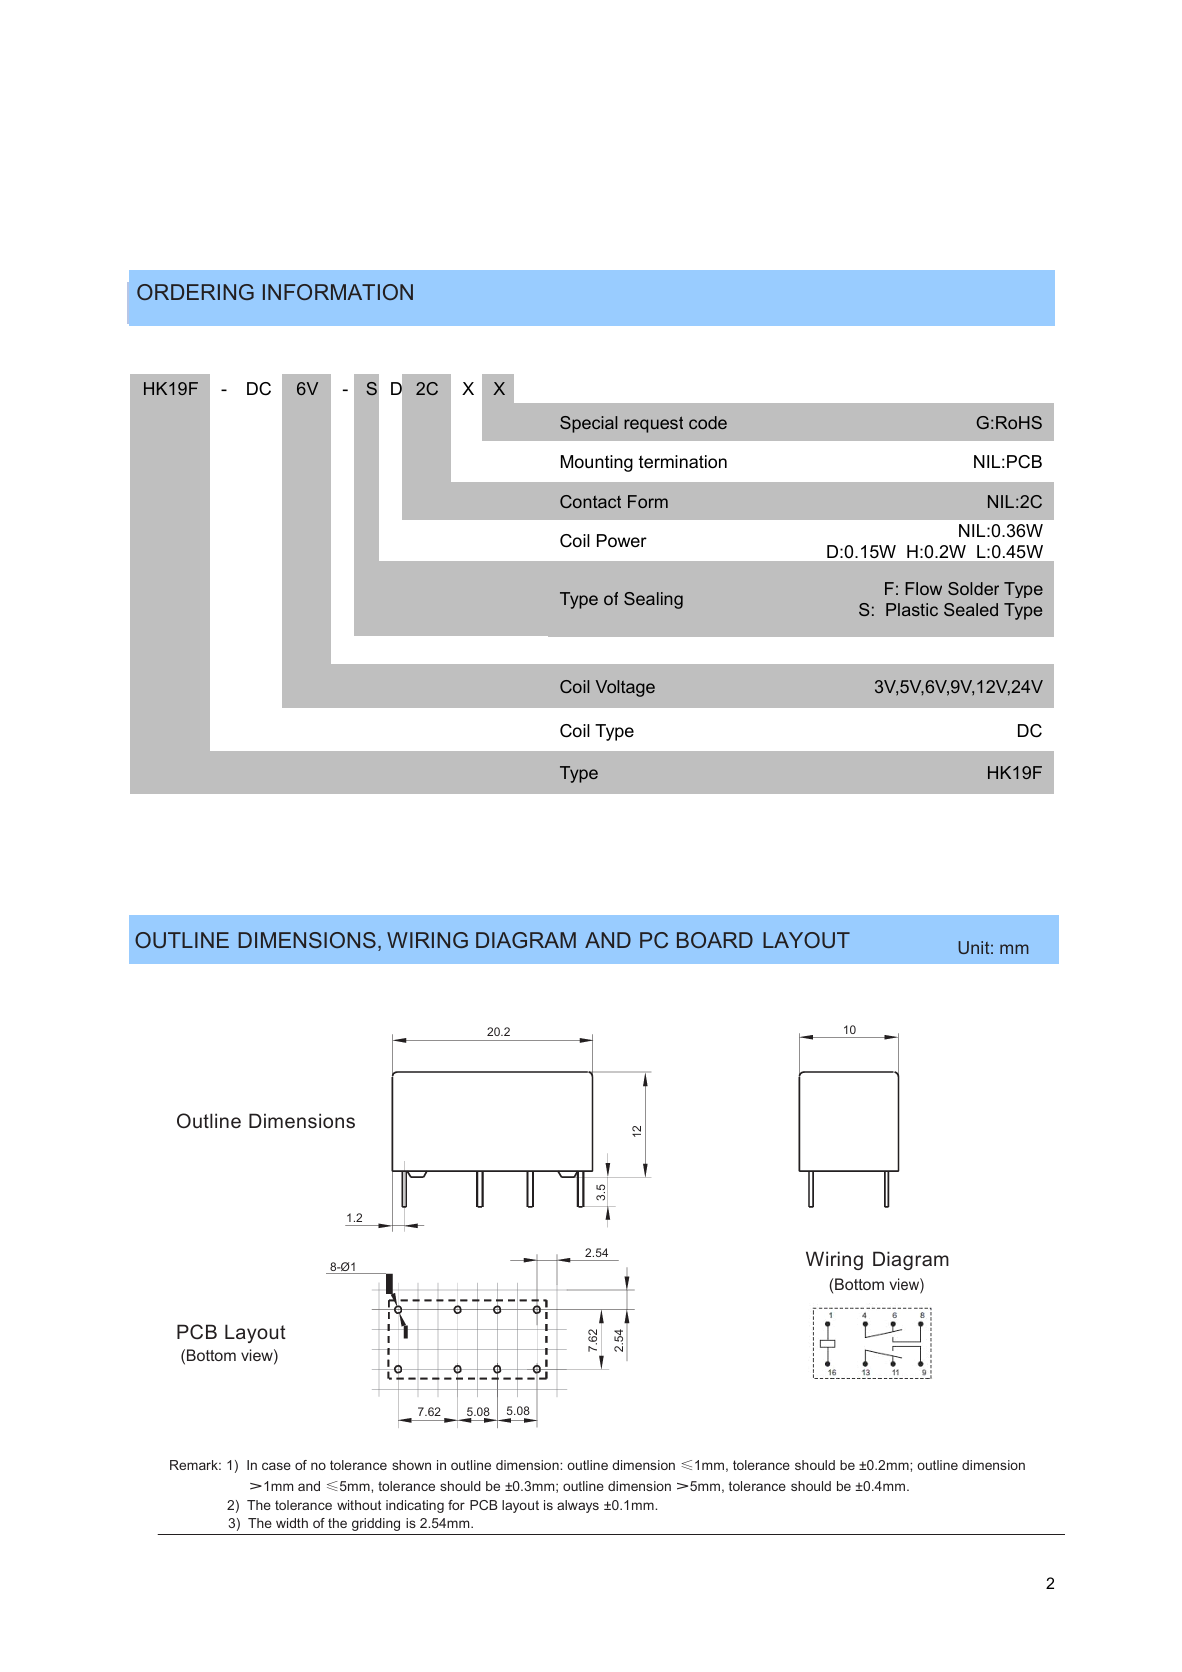 ORDERING INFORMATION
HK19F - DC 6V - S D 2C X X
Special request code G:RoHS
Mounting termination NIL:PCB
Contact Form NIL:2C
Coil Power NIL:0.36W
D:0.15W H:0.2W L:0.45W
Type of Sealing F: Flow Solder Type
S: Plastic Sealed Type
Coil Voltage 3V,5V,6V,9V,12V,24V
Coil Type DC
Type HK19F
OUTLINE DIMENSIONS, WIRING DIAGRAM AND PC BOARD LAYOUT Unit: mm
20.2
10
Outline Dimensions
12
3.5
1.2
2.54
8-Ø1
Wiring Diagram
(Bottom view)
PCB Layout
(Bottom view)
7.62
2.54
1 4 6 8
16 13 11 9
7.62 5.08 5.08
Remark: 1) In case of no tolerance shown in outline dimension: outline dimension ≤1mm, tolerance should be ±0.2mm; outline dimension
>1mm and ≤5mm, tolerance should be ±0.3mm; outline dimension >5mm, tolerance should be ±0.4mm.
2) The tolerance without indicating for PCB layout is always ±0.1mm.
3) The width of the gridding is 2.54mm.
2